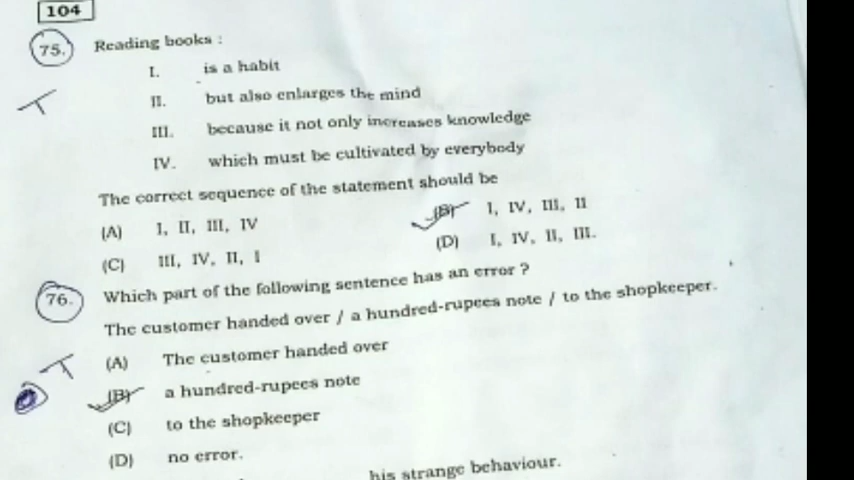 104
75. Reading books :
I. is a habit
II. but also enlarges the mind
III. because it not only increases knowledge
IV. which must be cultivated by everybody
The correct sequence of the statement should be
(A) I, II, III, IV (B) I, IV, III, II
(C) III, IV, II, I (D) I, IV, II, III.
76. Which part of the following sentence has an error ?
The customer handed over / a hundred-rupees note / to the shopkeeper.
(A) The customer handed over
(B) a hundred-rupees note
(C) to the shopkeeper
(D) no error.
his strange behaviour.